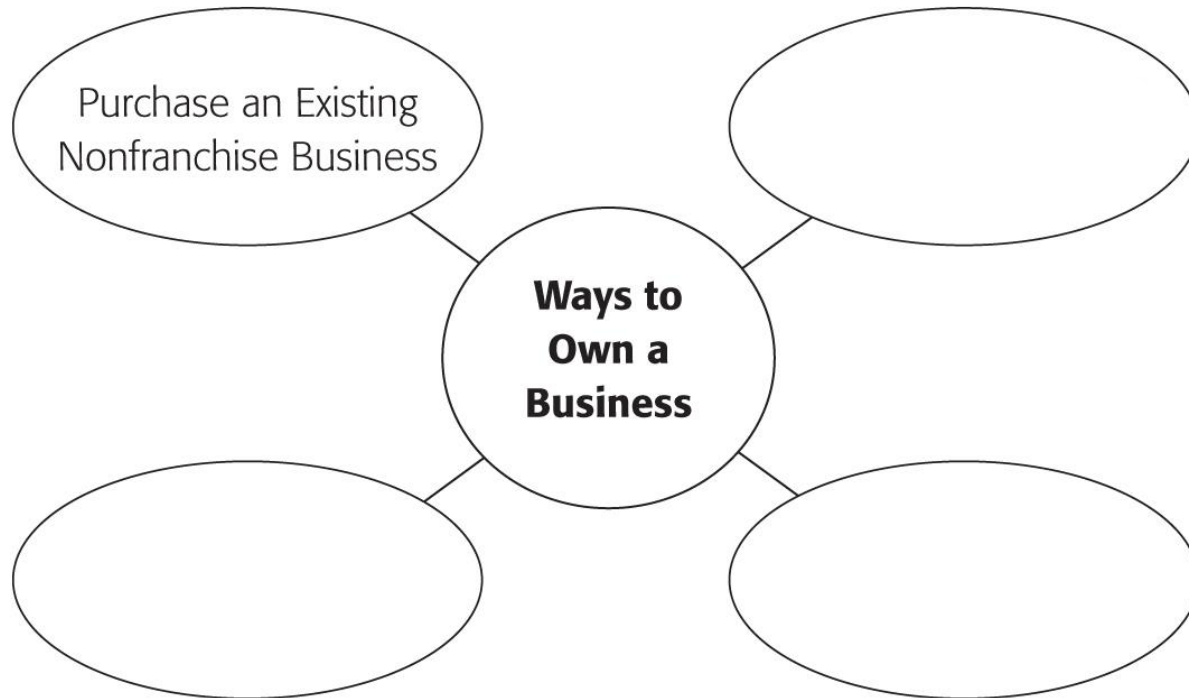 Purchase an Existing
Nonfranchise Business
Ways to
Own a
Business